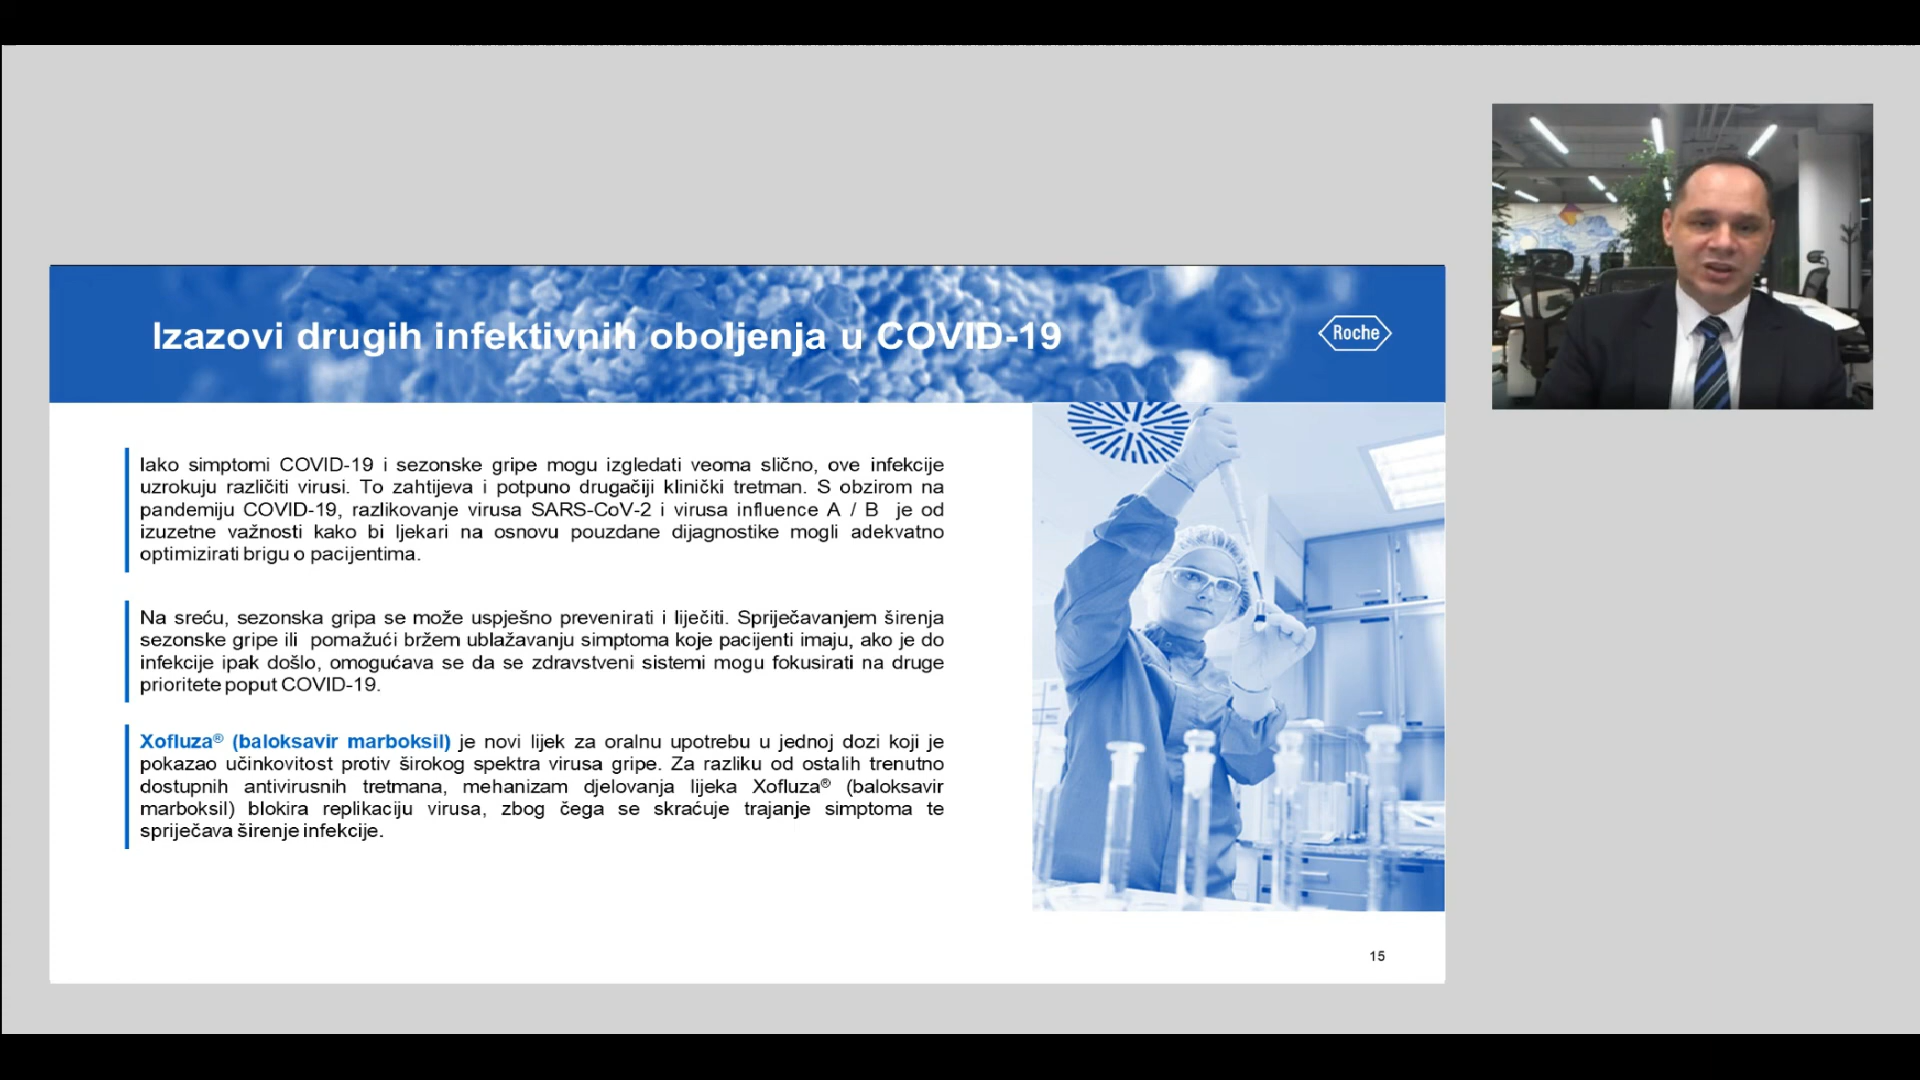 Izazovi drugih infektivnih oboljenja u COVID-19
Roche
Iako simptomi COVID-19 i sezonske gripe mogu izgledati veoma slično, ove infekcije
uzrokuju različiti virusi. To zahtijeva i potpuno drugačiji klinički tretman. S obzirom na
pandemiju COVID-19, razlikovanje virusa SARS-CoV-2 i virusa influence A / B je od
izuzetne važnosti kako bi ljekari na osnovu pouzdane dijagnostike mogli adekvatno
optimizirati brigu o pacijentima.
Na sreću, sezonska gripa se može uspješno prevenirati i liječiti. Spriječavanjem širenja
sezonske gripe ili pomažući bržem ublažavanju simptoma koje pacijenti imaju, ako je do
infekcije ipak došlo, omogućava se da se zdravstveni sistemi mogu fokusirati na druge
prioritete poput COVID-19.
Xofluza® (baloksavir marboksil) je novi lijek za oralnu upotrebu u jednoj dozi koji je
pokazao učinkovitost protiv širokog spektra virusa gripe. Za razliku od ostalih trenutno
dostupnih antivirusnih tretmana, mehanizam djelovanja lijeka Xofluza® (baloksavir
marboksil) blokira replikaciju virusa, zbog čega se skraćuje trajanje simptoma te
spriječava širenje infekcije.
15